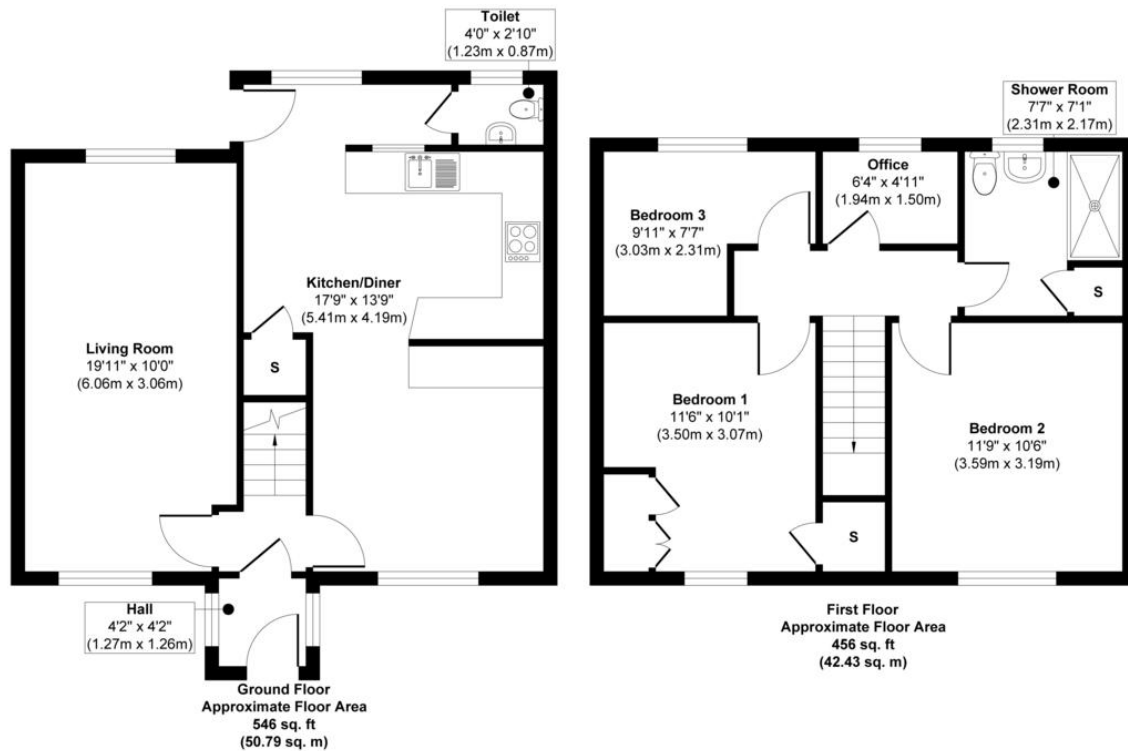 Toilet
4'0" x 2'10"
(1.23m x 0.87m)
Kitchen/Diner
17'9" x 13'9"
(5.41m x 4.19m)
Living Room
19'11" x 10'0"
(6.06m x 3.06m)
S
Hall
4'2" x 4'2"
(1.27m x 1.26m)
Ground Floor
Approximate Floor Area
546 sq. ft
(50.79 sq. m)
Shower Room
7'7" x 7'1"
(2.31m x 2.17m)
Office
6'4" x 4'11"
(1.94m x 1.50m)
Bedroom 3
9'11" x 7'7"
(3.03m x 2.31m)
S
Bedroom 1
11'6" x 10'1"
(3.50m x 3.07m)
Bedroom 2
11'9" x 10'6"
(3.59m x 3.19m)
S
First Floor
Approximate Floor Area
456 sq. ft
(42.43 sq. m)